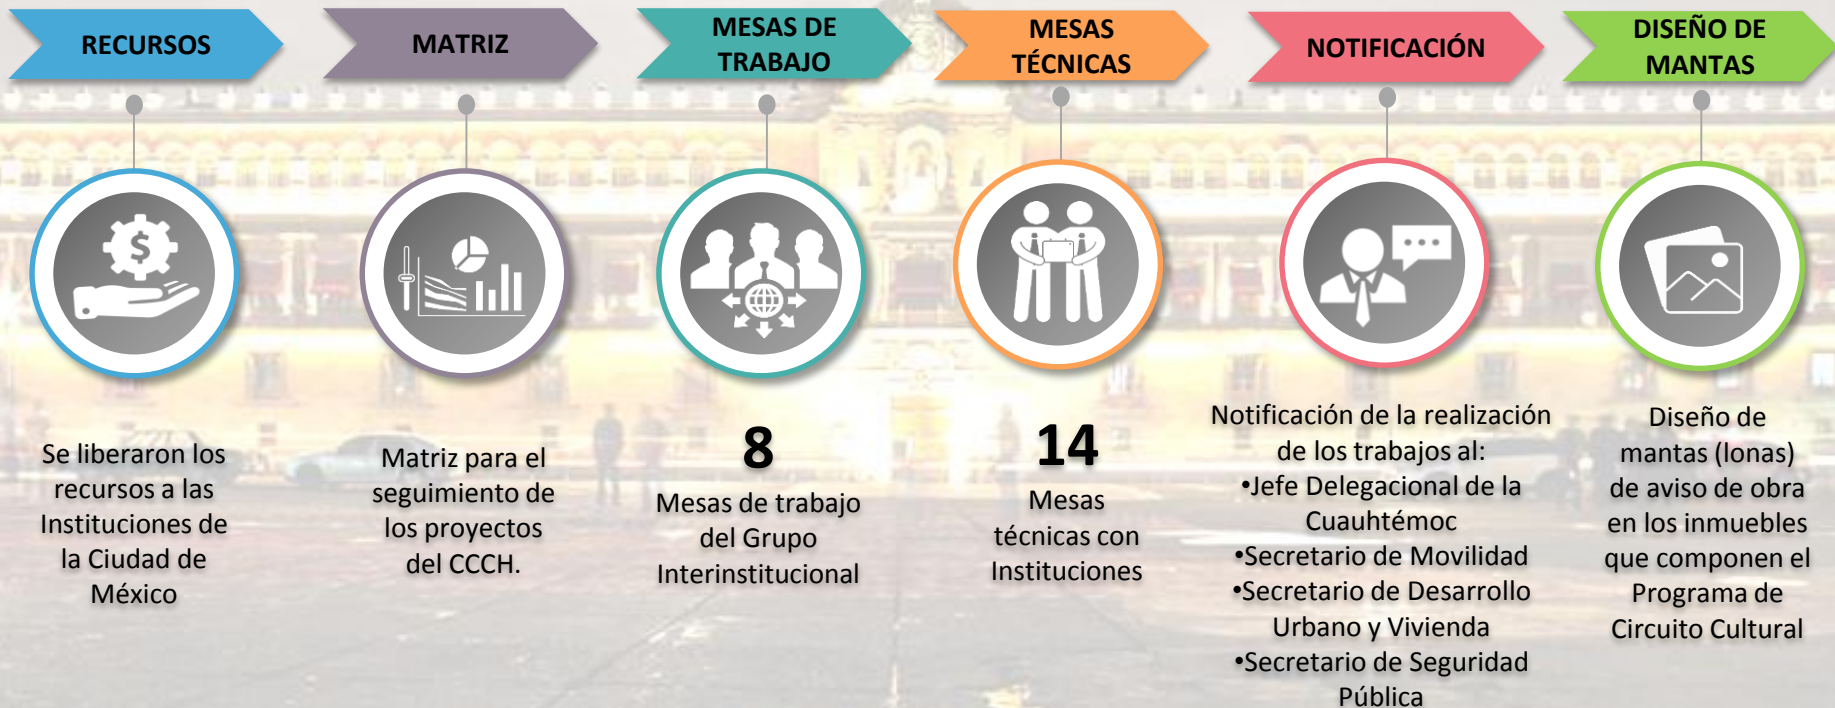 RECURSOS
Se liberaron los
recursos a las
Instituciones de
la Ciudad de
México
MATRIZ
Matriz para el
seguimiento de
los proyectos
del CCCH.
MESAS DE
TRABAJO
8
Mesas de trabajo
del Grupo
Interinstitucional
MESAS
TÉCNICAS
14
Mesas
técnicas con
Instituciones
NOTIFICACIÓN
Notificación de la realización
de los trabajos al:
•Jefe Delegacional de la
Cuauhtémoc
•Secretario de Movilidad
•Secretario de Desarrollo
Urbano y Vivienda
•Secretario de Seguridad
Pública
DISEÑO DE
MANTAS
Diseño de
mantas (lonas)
de aviso de obra
en los inmuebles
que componen el
Programa de
Circuito Cultural